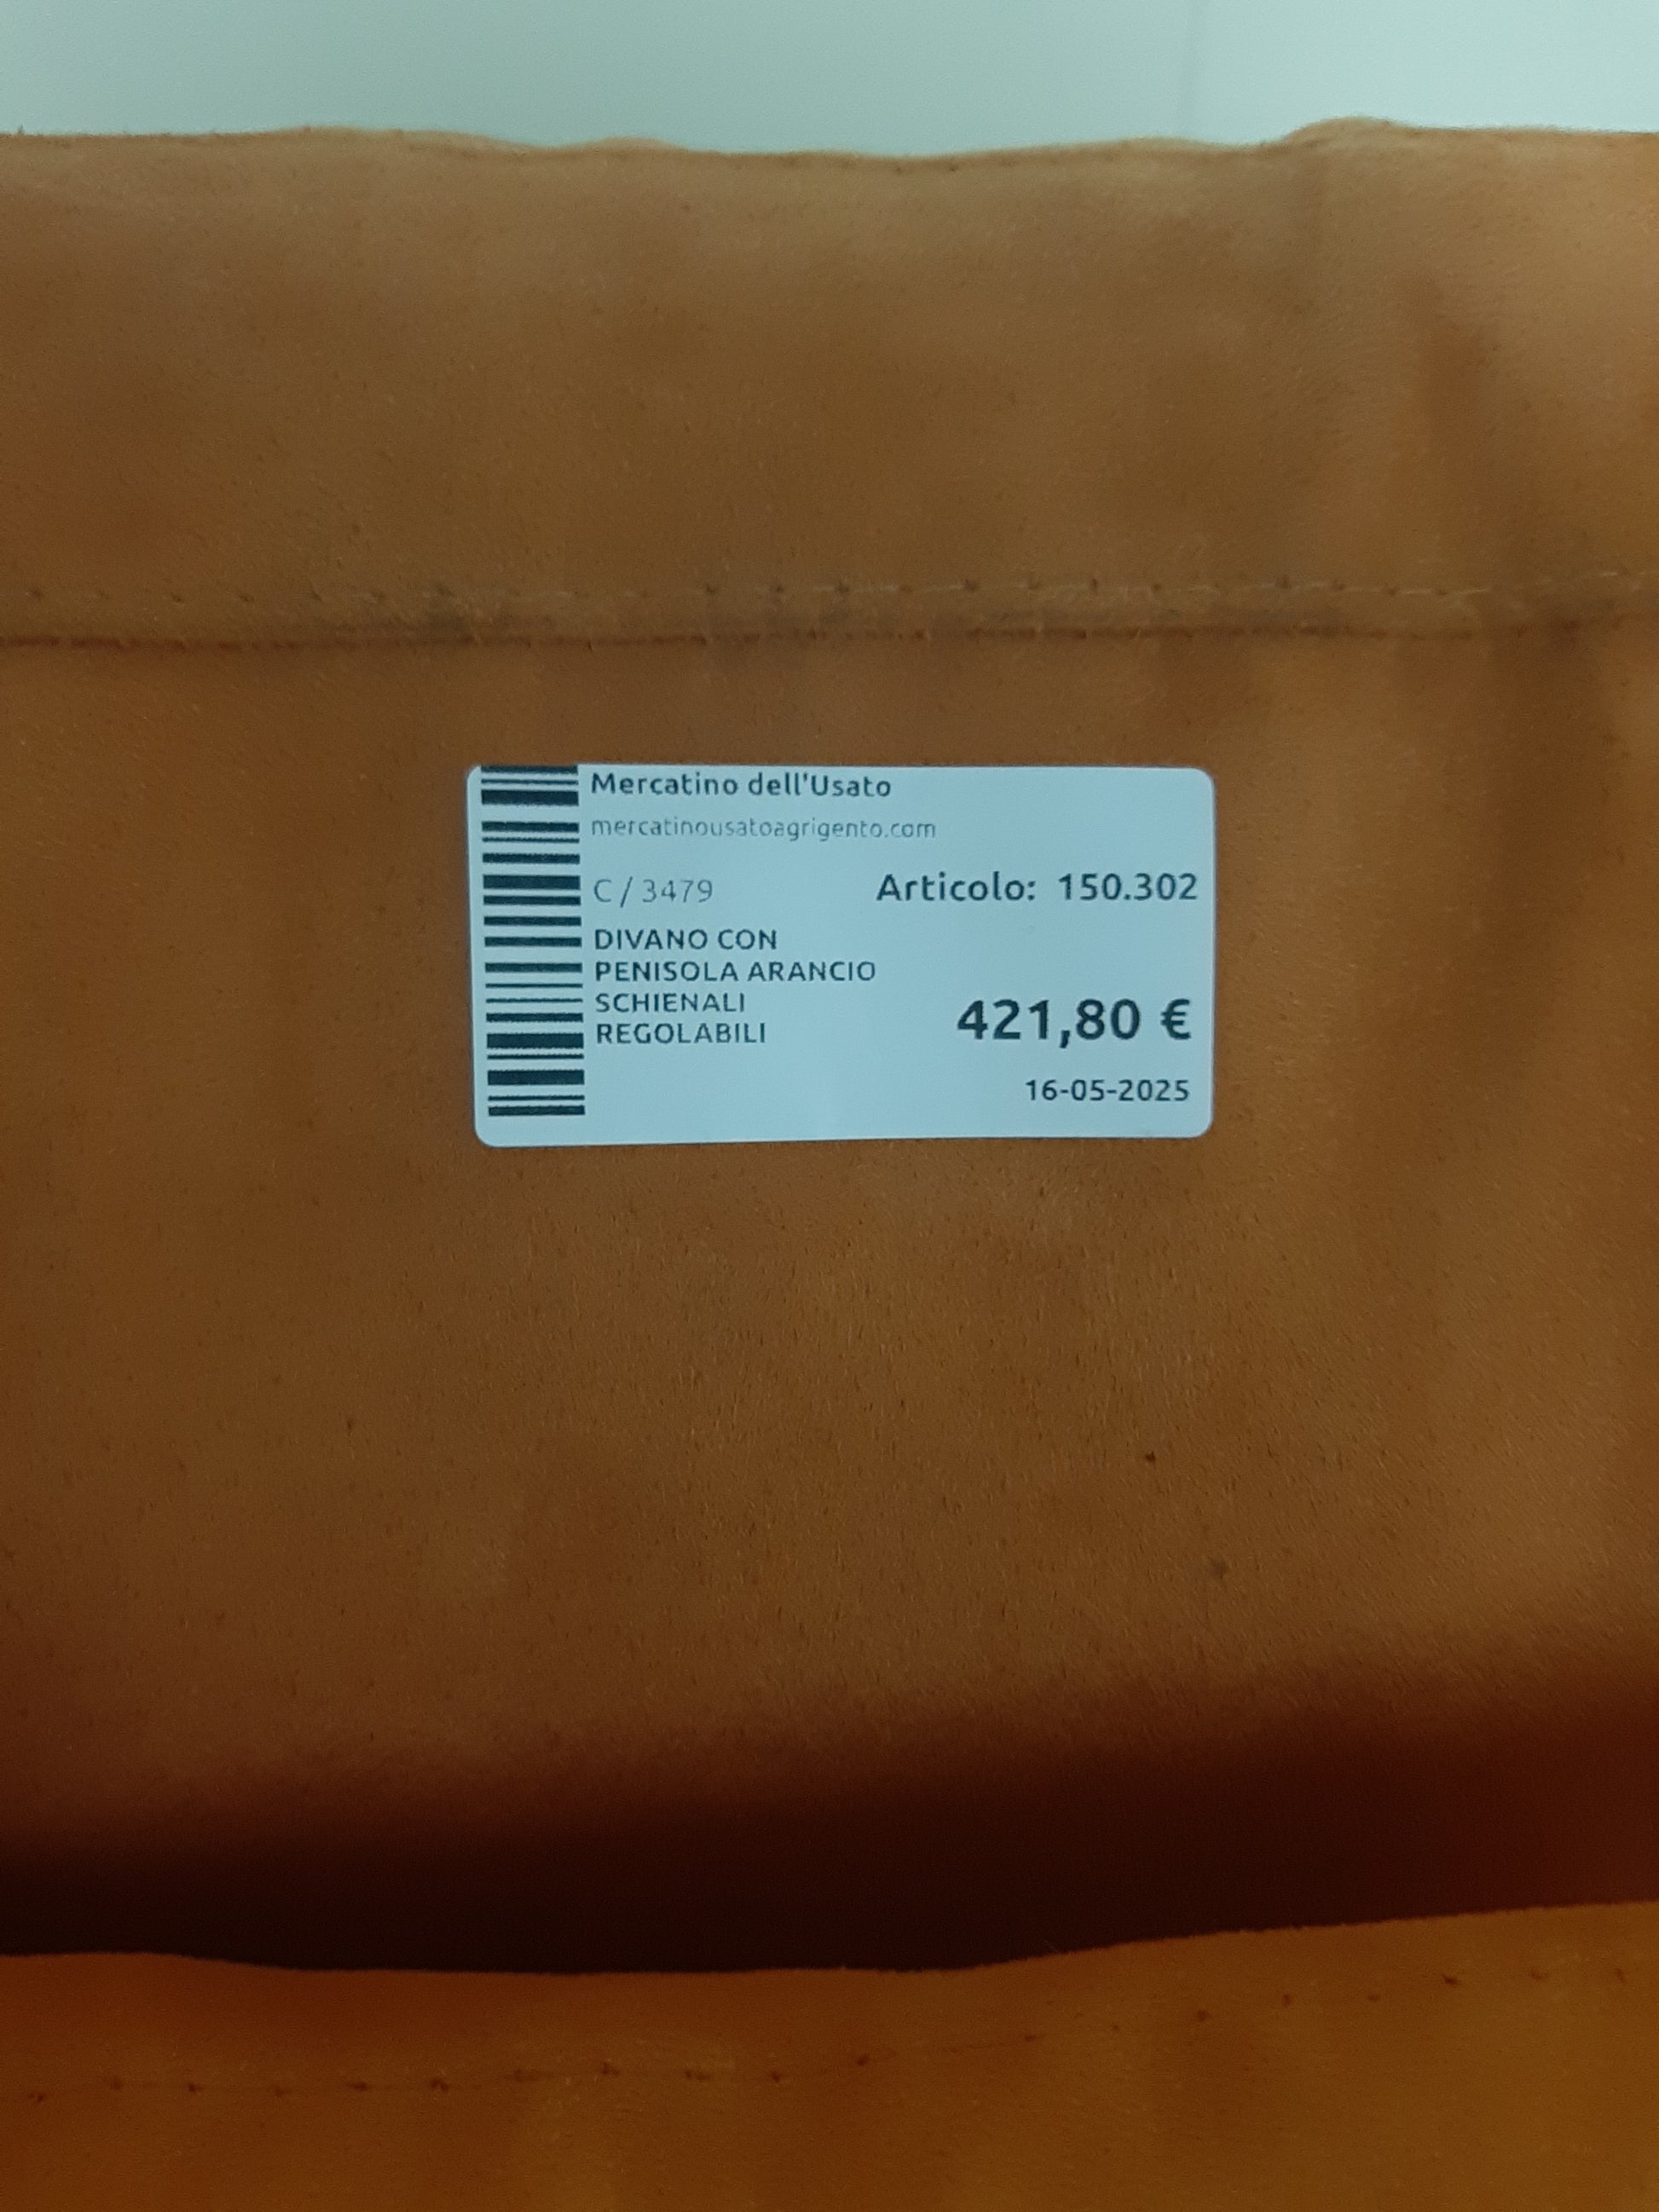 Mercatino dell'Usato
mercatinousatoagrigento.com
C / 3479
Articolo: 150.302
DIVANO CON
PENISOLA ARANCIO
SCHIENALI
REGOLABILI
421,80 €
16-05-2025